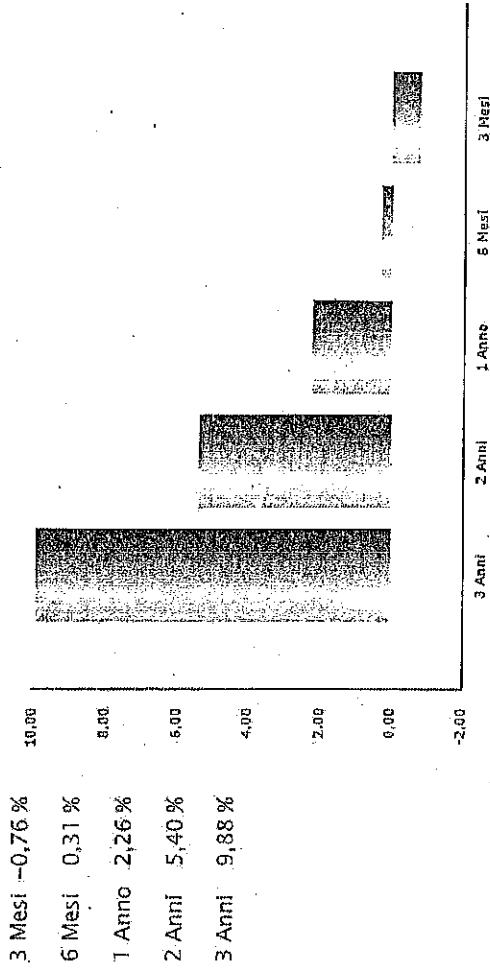 3 Mesi -0,76 %
6 Mesi 0,31 %
1 Anno 2,26 %
2 Anni 5,40 %
3 Anni 9,88 %
10,00
8,00
6,00
4,00
2,00
0,00
-2,00
3 Anni
2 Anni
1 Anno
6 Mesi
3 Mesi